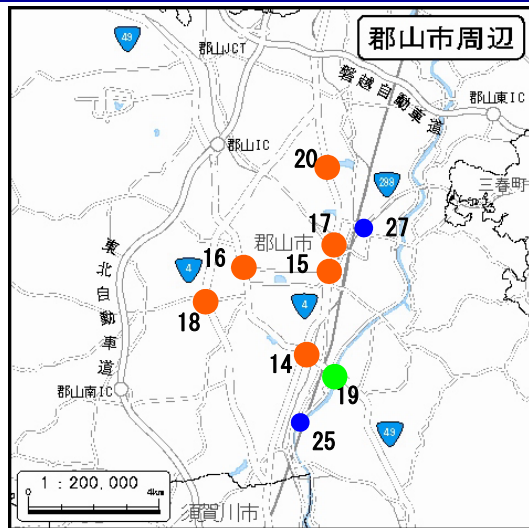 郡山市周辺
49
郡山JCT
磐越自動車道
郡山東IC
郡山IC
20
288
三春町
17
27
郡山市
16
15
4
4
18
東北自動車道
14
19
郡山南IC
25
49
1：200,000
0 4km
須賀川市